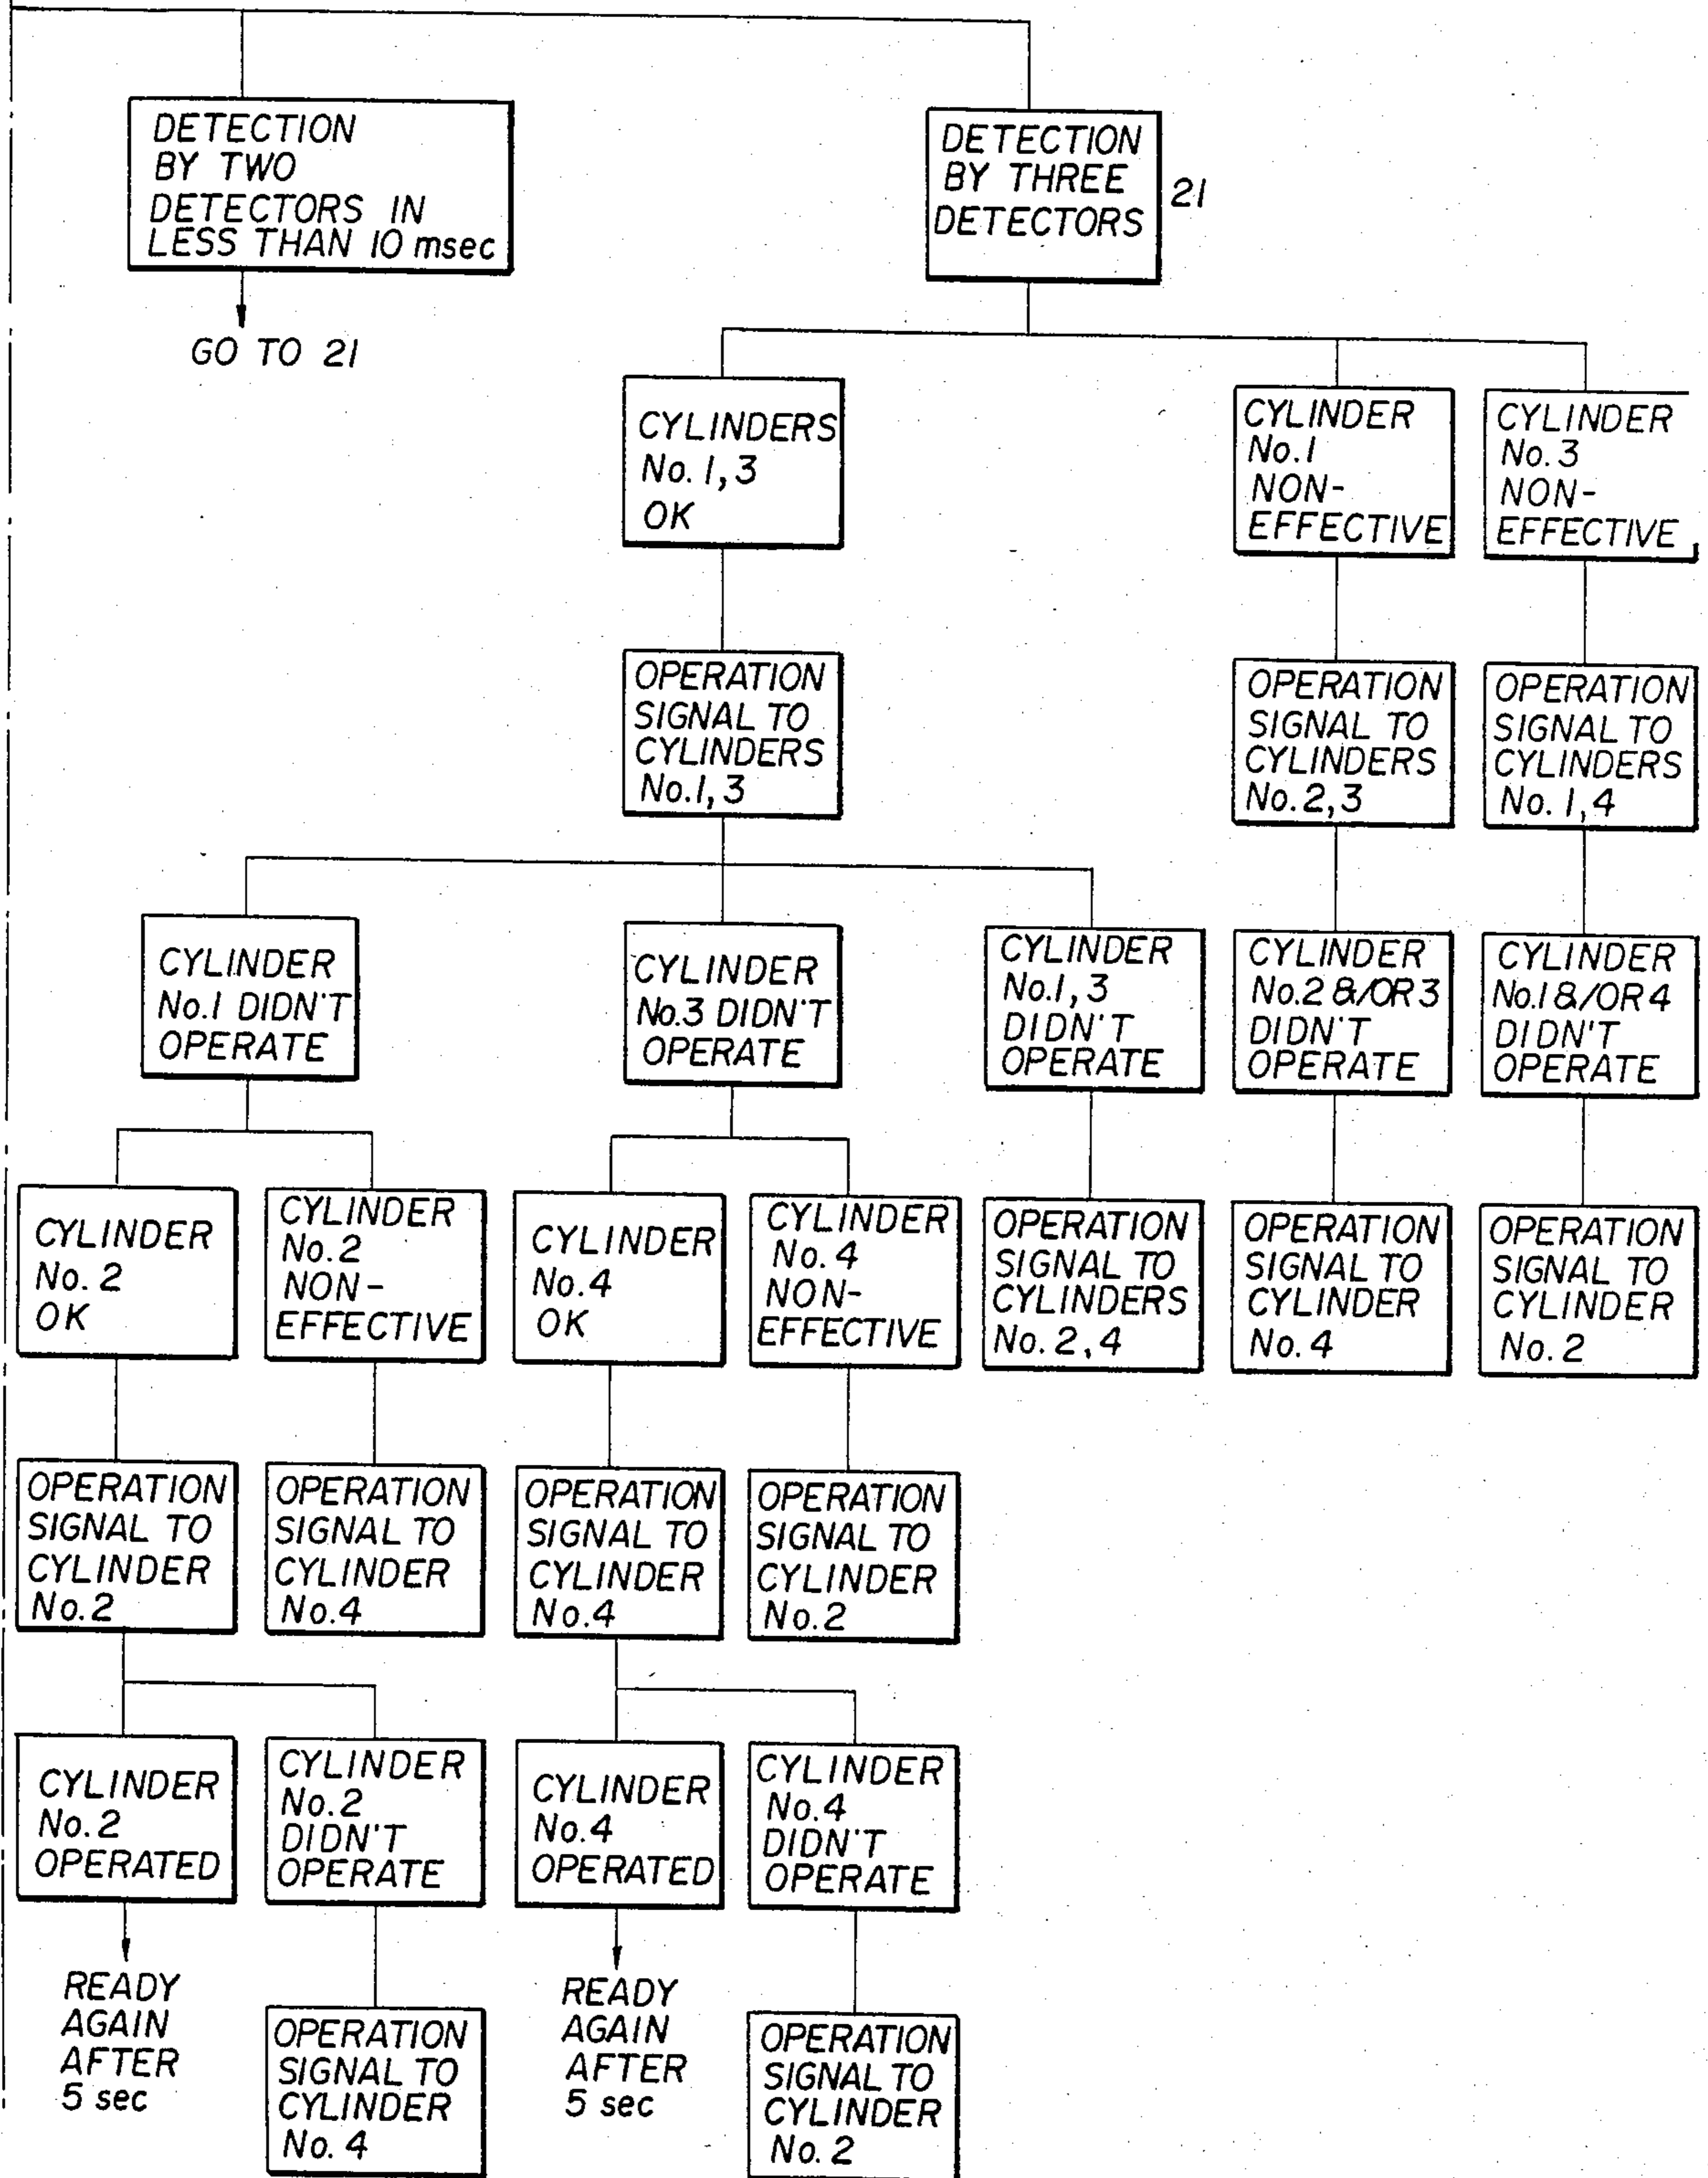 DETECTION
BY TWO
DETECTORS IN
LESS THAN 10 msec
GO TO 21
DETECTION
BY THREE
DETECTORS
21
CYLINDERS
No. 1, 3
OK
CYLINDER
No. 1
NON-
EFFECTIVE
CYLINDER
No. 3
NON-
EFFECTIVE
OPERATION
SIGNAL TO
CYLINDERS
No. 1, 3
OPERATION
SIGNAL TO
CYLINDERS
No. 2, 3
OPERATION
SIGNAL TO
CYLINDERS
No. 1, 4
CYLINDER
No. 1 DIDN'T
OPERATE
CYLINDER
No. 3 DIDN'T
OPERATE
CYLINDER
No. 1, 3
DIDN'T
OPERATE
CYLINDER
No. 2 &/OR 3
DIDN'T
OPERATE
CYLINDER
No. 1 &/OR 4
DIDN'T
OPERATE
CYLINDER
No. 2
OK
CYLINDER
No. 2
NON-
EFFECTIVE
CYLINDER
No. 4
OK
CYLINDER
No. 4
NON-
EFFECTIVE
OPERATION
SIGNAL TO
CYLINDERS
No. 2, 4
OPERATION
SIGNAL TO
CYLINDER
No. 4
OPERATION
SIGNAL TO
CYLINDER
No. 2
OPERATION
SIGNAL TO
CYLINDER
No. 2
OPERATION
SIGNAL TO
CYLINDER
No. 4
OPERATION
SIGNAL TO
CYLINDER
No. 4
OPERATION
SIGNAL TO
CYLINDER
No. 2
CYLINDER
No. 2
OPERATED
CYLINDER
No. 2
DIDN'T
OPERATE
CYLINDER
No. 4
OPERATED
CYLINDER
No. 4
DIDN'T
OPERATE
READY
AGAIN
AFTER
5 sec
OPERATION
SIGNAL TO
CYLINDER
No. 4
READY
AGAIN
AFTER
5 sec
OPERATION
SIGNAL TO
CYLINDER
No. 2